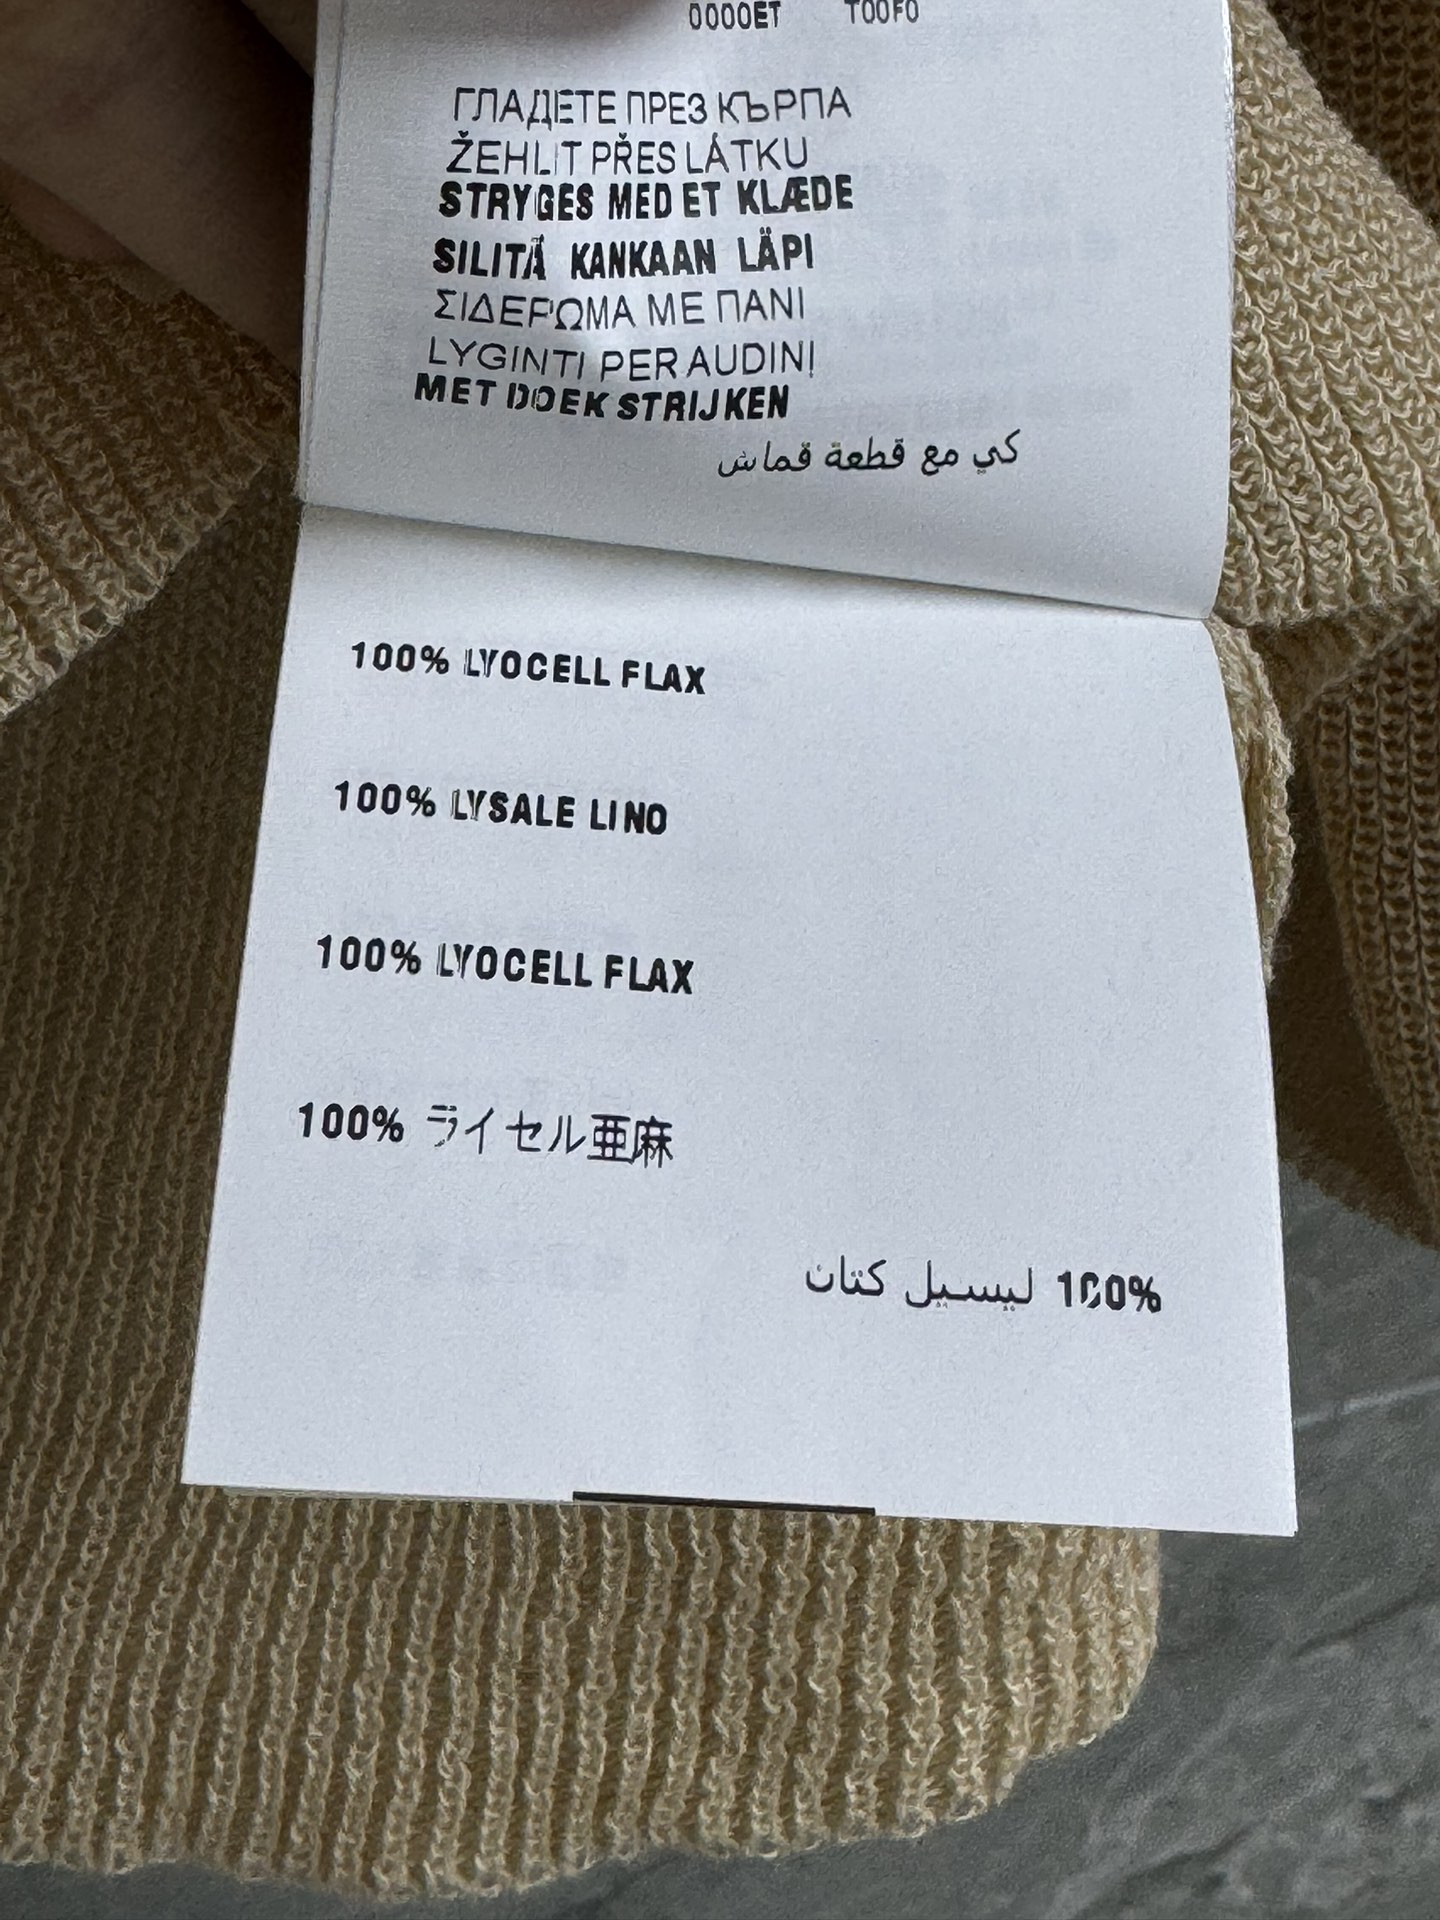 0000ET T00F0
ГЛАДЕТЕ ПРЕЗ КЪРПА
ŽEHLIT PŘES LÁTKU
STRYGES MED ET KLÆDE
SILITÄ KANKAAN LÄPI
ΣΙΔΕΡΩΜΑ ΜΕ ΠΑΝΙ
LYGINTI PER AUDINĮ
MET DOEK STRIJKEN
كي مع قطعة قماش
100% LYOCELL FLAX
100% LYSALE LINO
100% LYOCELL FLAX
100% ライセル亜麻
100% ليسيل كتان